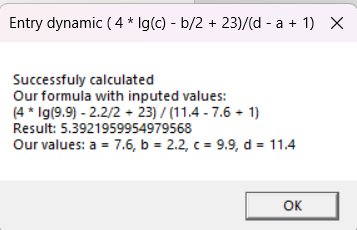 Entry dynamic ( 4 * lg(c) - b/2 + 23)/(d - a + 1)
Successfuly calculated
Our formula with inputed values:
(4 * lg(9.9) - 2.2/2 + 23) / (11.4 - 7.6 + 1)
Result: 5.3921959954979568
Our values: a = 7.6, b = 2.2, c = 9.9, d = 11.4
OK